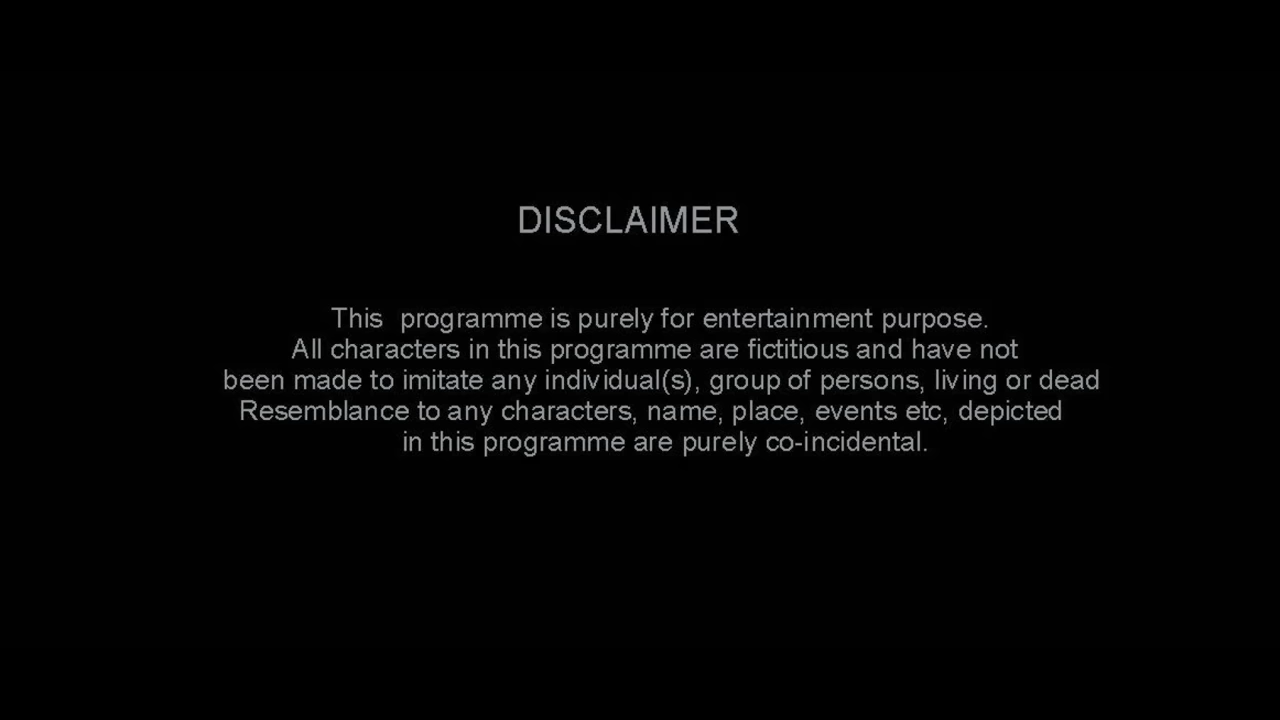 DISCLAIMER
This  programme is purely for entertainment purpose.
All characters in this programme are fictitious and have not
been made to imitate any individual(s), group of persons, living or dead
Resemblance to any characters, name, place, events etc, depicted
in this programme are purely co-incidental.